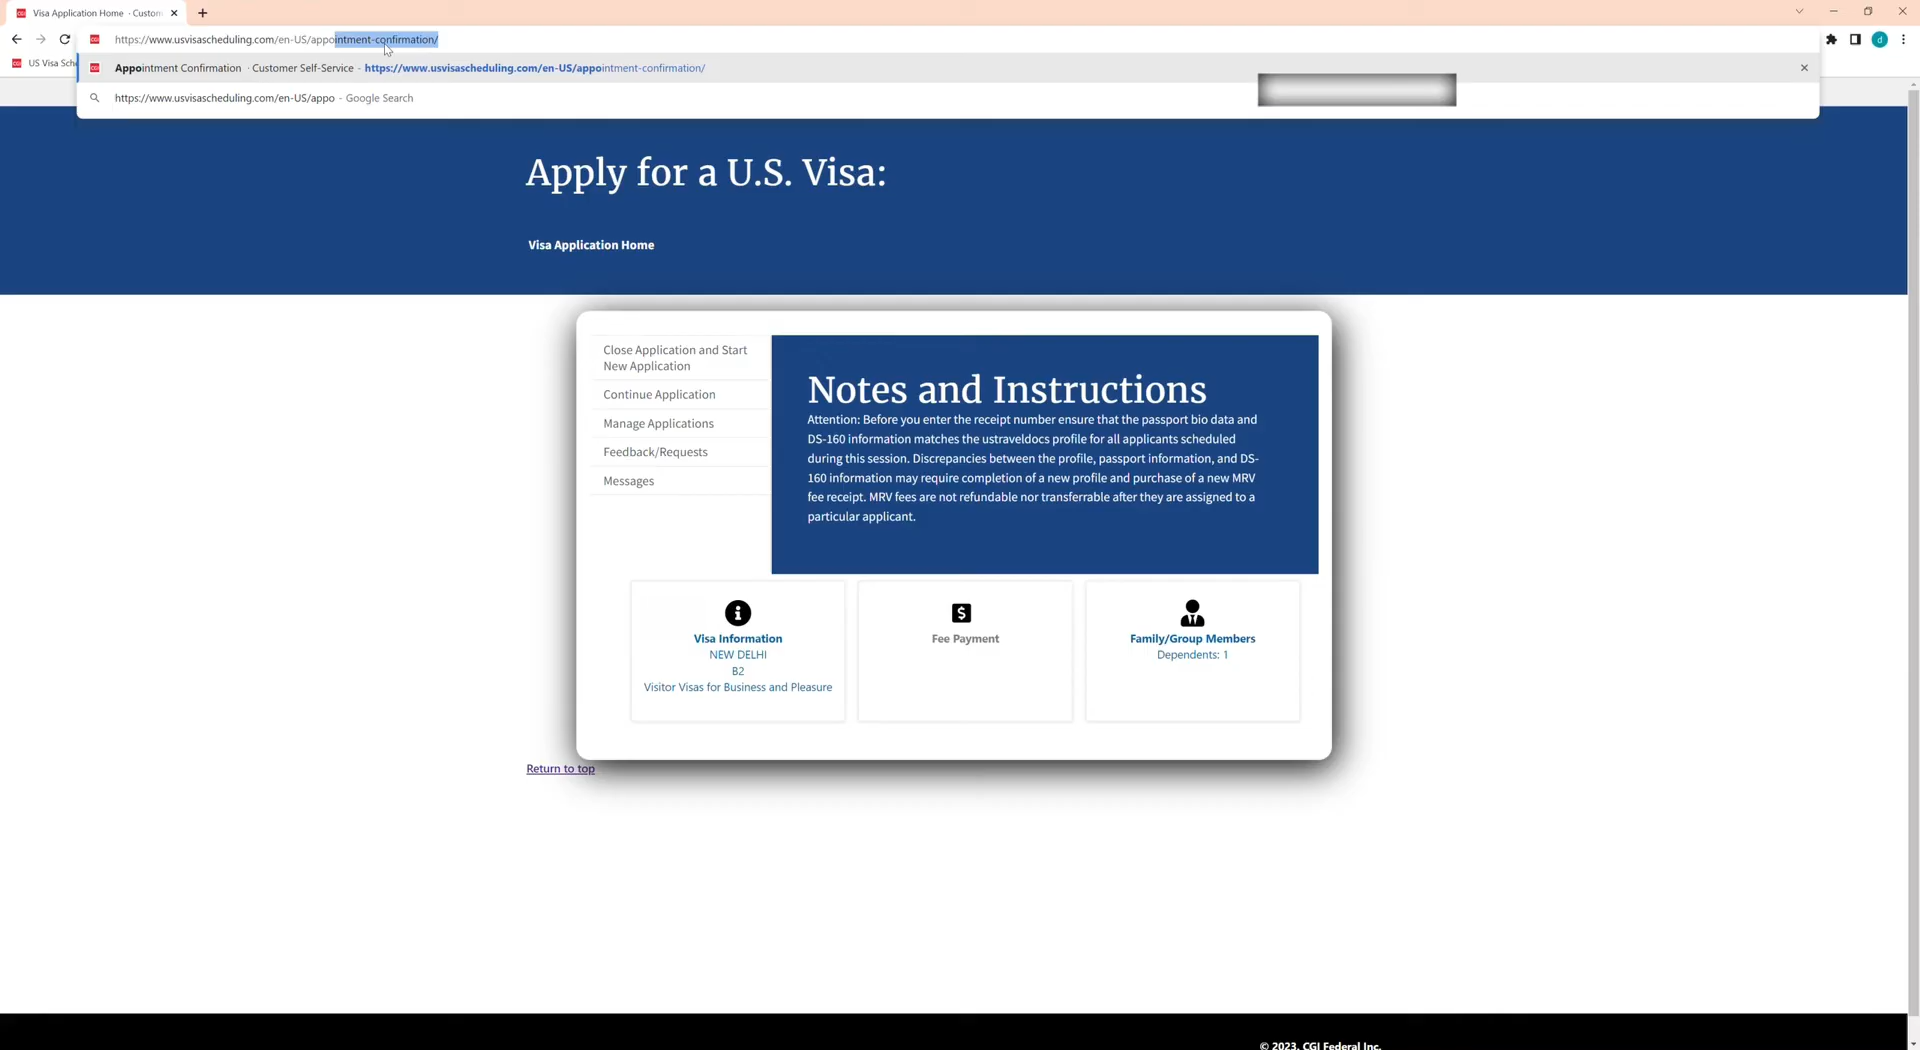 Visa Application Home · Custom
https://www.usvisascheduling.com/en-US/appointment-confirmation/
US Visa Sch
Appointment Confirmation · Customer Self-Service - https://www.usvisascheduling.com/en-US/appointment-confirmation/
https://www.usvisascheduling.com/en-US/appo - Google Search
d
Apply for a U.S. Visa:
Visa Application Home
Close Application and Start
New Application
Continue Application
Manage Applications
Feedback/Requests
Messages
Notes and Instructions
Attention: Before you enter the receipt number ensure that the passport bio data and
DS-160 information matches the ustraveldocs profile for all applicants scheduled
during this session. Discrepancies between the profile, passport information, and DS-
160 information may require completion of a new profile and purchase of a new MRV
fee receipt. MRV fees are not refundable nor transferrable after they are assigned to a
particular applicant.
Visa Information
NEW DELHI
B2
Visitor Visas for Business and Pleasure
Fee Payment
Family/Group Members
Dependents: 1
Return to top
© 2023, CGI Federal Inc.